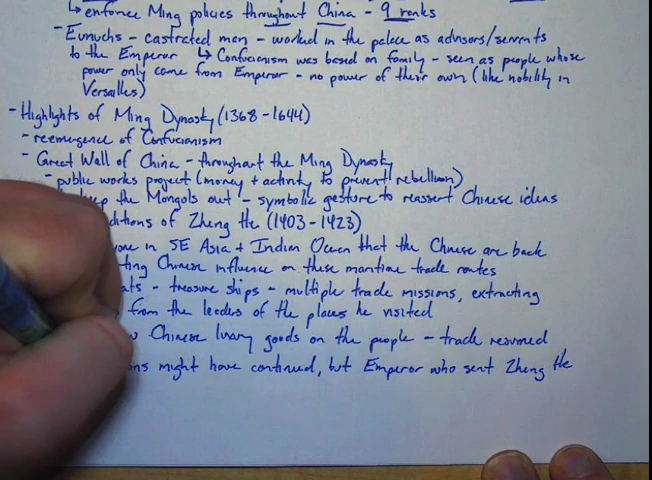 ↳ enforce Ming policies throughout China - 9 ranks
- Eunuchs - castrated men - worked in the palace as advisors/servents
to the Emperor ↳ Confucianism was based on family - seen as people whose
power only come from Emperor - no power of their own (like nobility in
Versailles)
- Highlights of Ming Dynasty (1368-1644)
- reemergence of Confucianism
- Great Wall of China - throughout the Ming Dynasty
- public works project (money + activity to prevent rebellion)
the Mongols out - symbolic gesture to reassert Chinese ideas
of Zheng He (1403-1423)
in SE Asia + Indian Ocean that the Chinese are back
Chinese influence on these maritime trade routes
- treasure ships - multiple trade missions, extracting
from the leaders of the places he visited
Chinese luxury goods on the people - trade resumed
might have continued, but Emperor who sent Zheng He